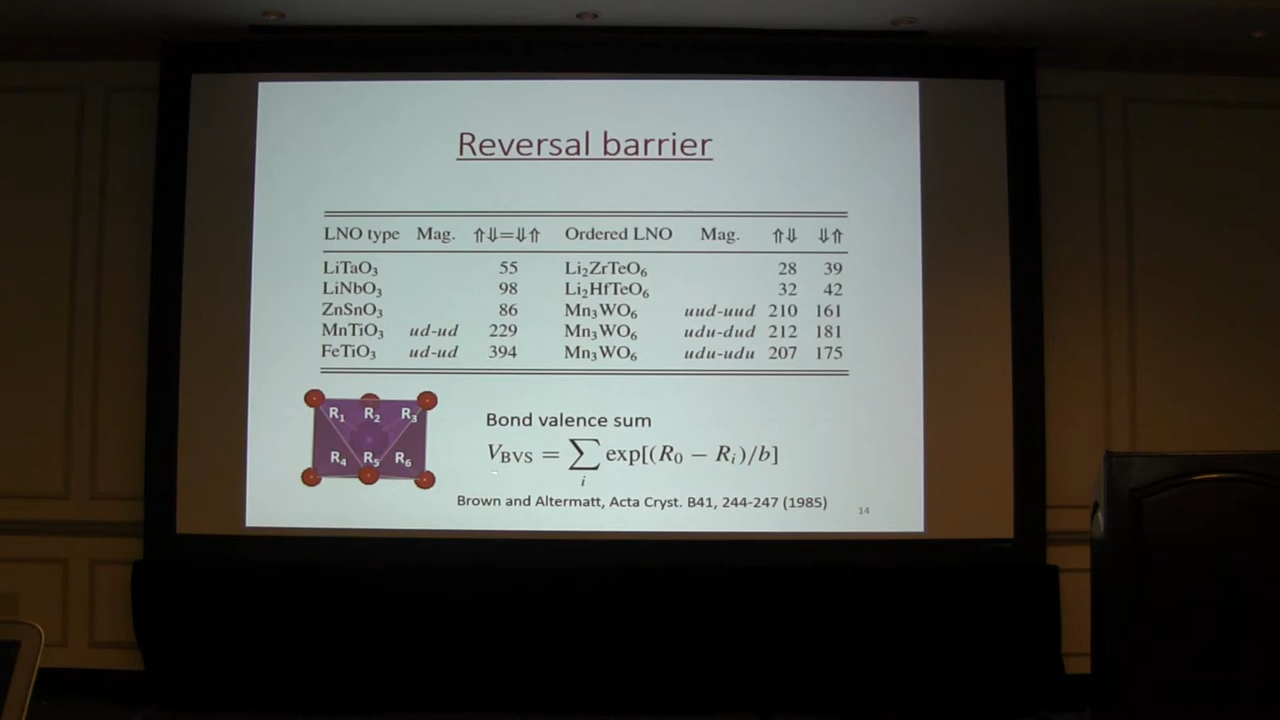 Reversal barrier
LNO type Mag. ⇑⇓=⇓⇑ Ordered LNO Mag. ⇑⇓ ⇓⇑
LiTaO₃ 55 Li₂ZrTeO₆ 28 39
LiNbO₃ 98 Li₂HfTeO₆ 32 42
ZnSnO₃ 86 Mn₃WO₆ uud-uud 210 161
MnTiO₃ ud-ud 229 Mn₃WO₆ udu-dud 212 181
FeTiO₃ ud-ud 394 Mn₃WO₆ udu-udu 207 175
R₁ R₂ R₃
R₄ R₅ R₆
Bond valence sum
V_BVS = ∑_i exp[(R₀ − R_i)/b]
Brown and Altermatt, Acta Cryst. B41, 244-247 (1985)
14